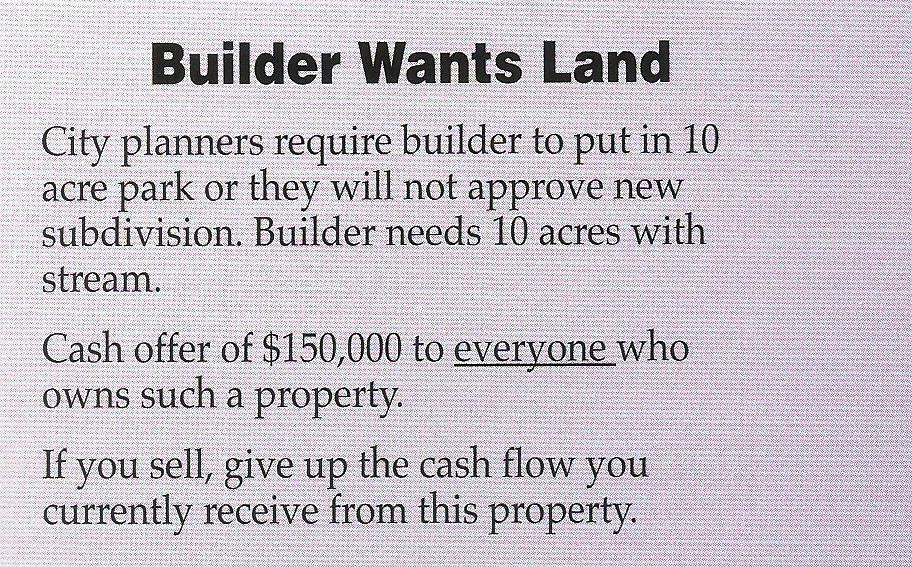 Builder Wants Land
City planners require builder to put in 10
acre park or they will not approve new
subdivision. Builder needs 10 acres with
stream.
Cash offer of $150,000 to everyone who
owns such a property.
If you sell, give up the cash flow you
currently receive from this property.